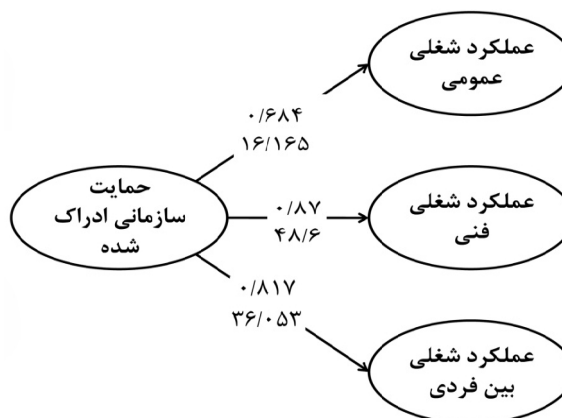 عملکرد شغلی
عمومی
۰/۶۸۴
۱۶/۱۶۵
حمایت
سازمانی ادراک
شده
۰/۸۷
۴۸/۶
عملکرد شغلی
فنی
۰/۸۱۷
۳۶/۰۵۳
عملکرد شغلی
بین فردی